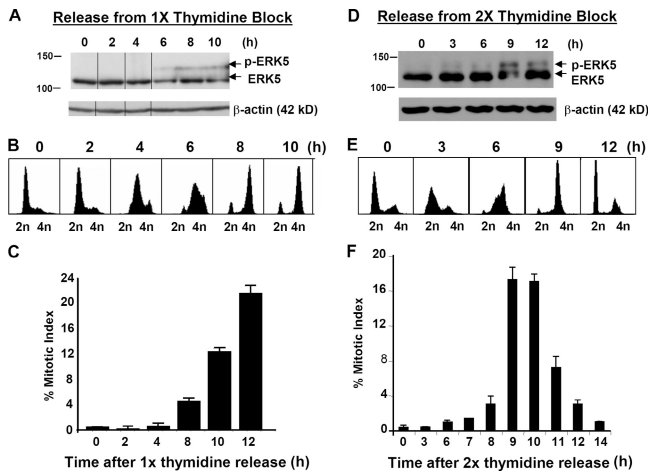 Release from 1X Thymidine Block
A
0 2 4 6 8 10 (h)
150
p-ERK5
ERK5
100
β-actin (42 kD)
B
0 2 4 6 8 10 (h)
2n 4n 2n 4n 2n 4n 2n 4n 2n 4n 2n 4n
C
% Mitotic Index
24
20
16
12
8
4
0
0 2 4 8 10 12
Time after 1x thymidine release (h)
Release from 2X Thymidine Block
D
0 3 6 9 12 (h)
150
p-ERK5
ERK5
100
β-actin (42 kD)
E
0 3 6 9 12 (h)
2n 4n 2n 4n 2n 4n 2n 4n 2n 4n
F
% Mitotic Index
20
16
12
8
4
0
0 3 6 7 8 9 10 11 12 14
Time after 2x thymidine release (h)